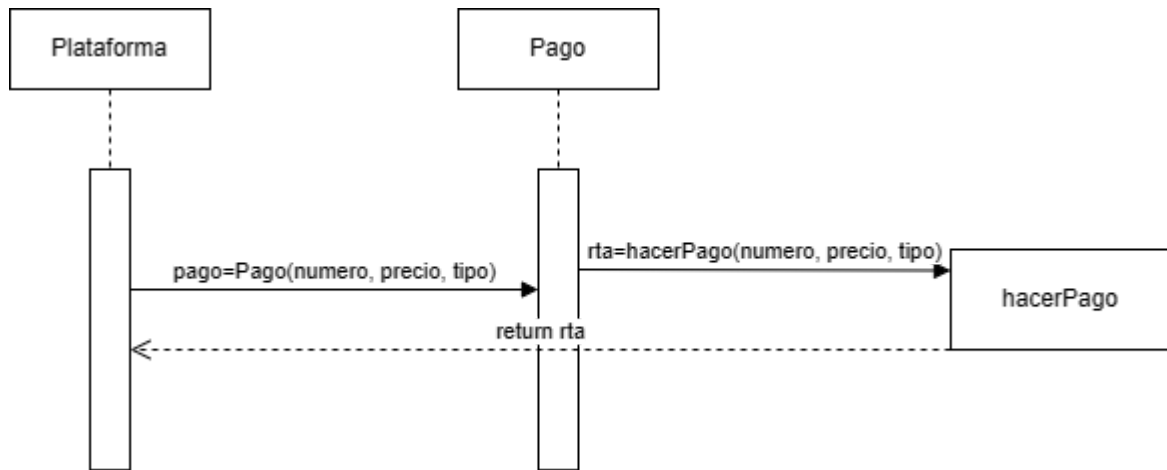 Plataforma
Pago
rta=hacerPago(numero, precio, tipo)
pago=Pago(numero, precio, tipo)
hacerPago
return rta